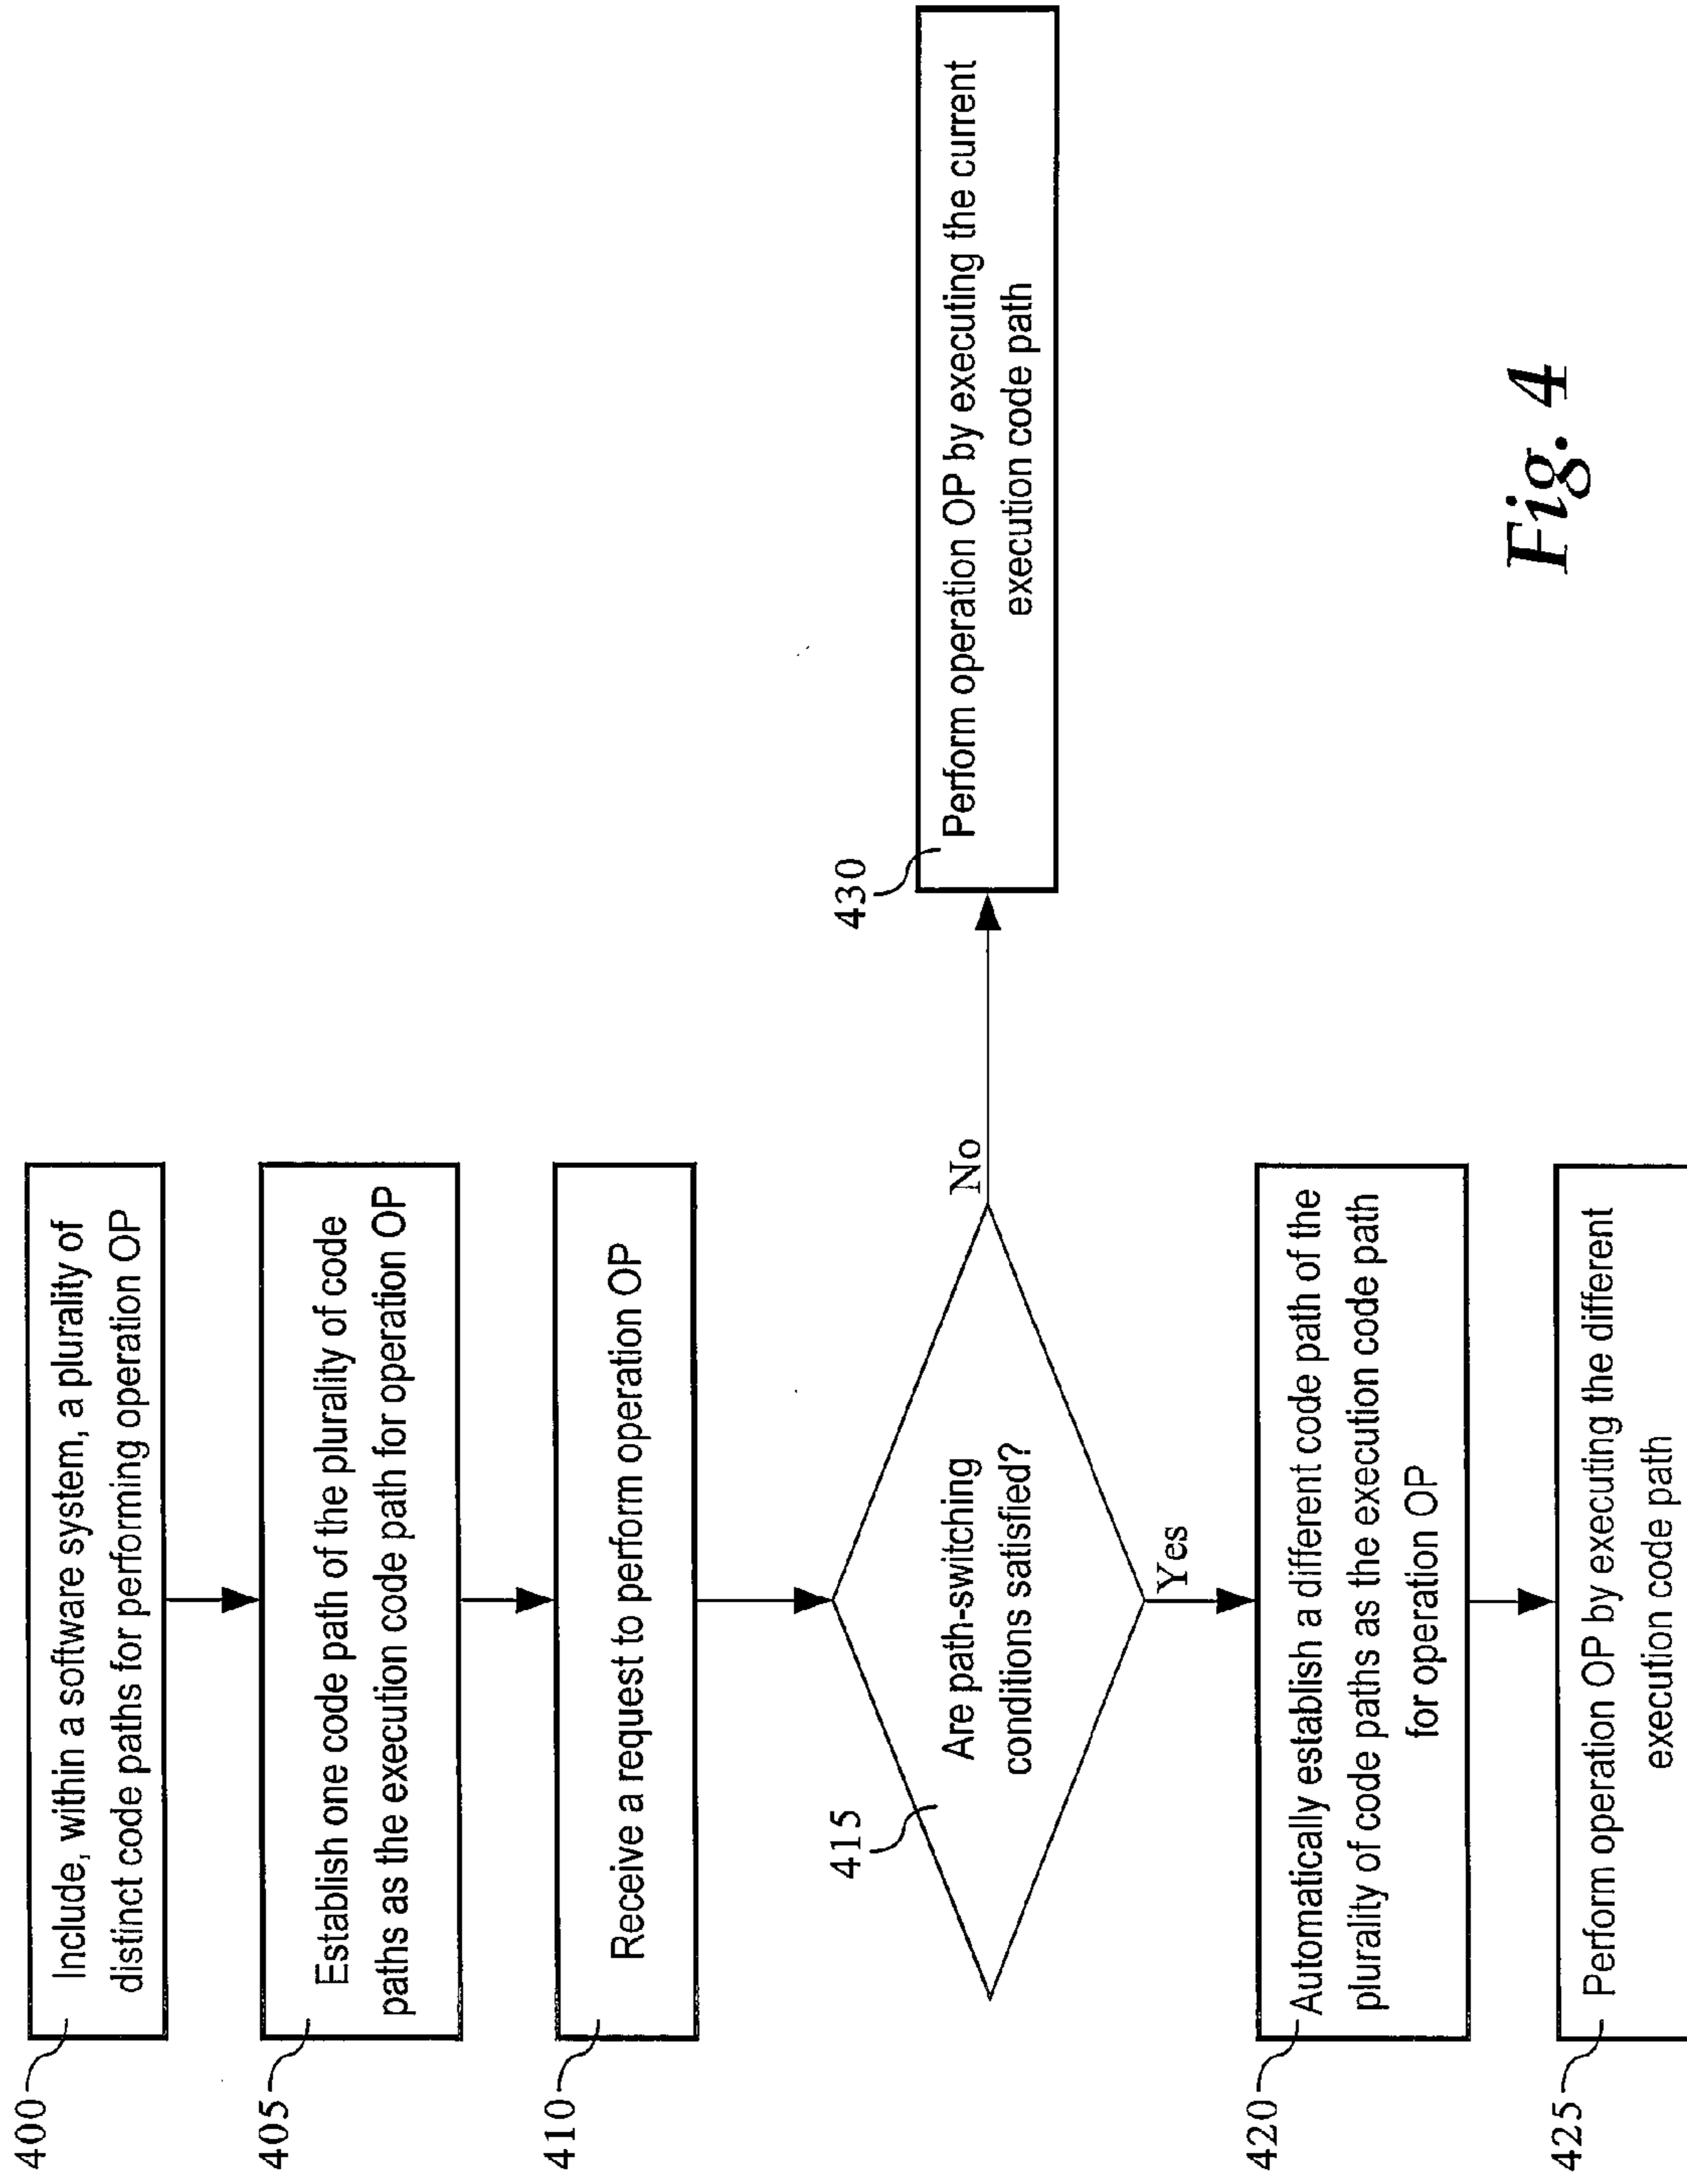 400
Include, within a software system, a plurality of
distinct code paths for performing operation OP
405
Establish one code path of the plurality of code
paths as the execution code path for operation OP
410
Receive a request to perform operation OP
415
Are path-switching
conditions satisfied?
No
430
Perform operation OP by executing the current
execution code path
Yes
420
Automatically establish a different code path of the
plurality of code paths as the execution code path
for operation OP
425
Perform operation OP by executing the different
execution code path
Fig. 4